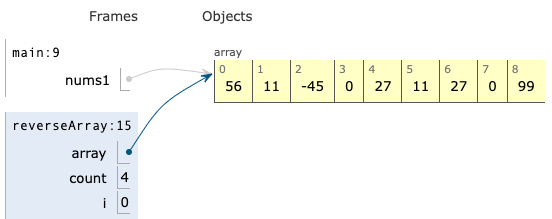 Frames Objects
main:9
nums1
array
0 1 2 3 4 5 6 7 8
56 11 -45 0 27 11 27 0 99
reverseArray:15
array
count 4
i 0